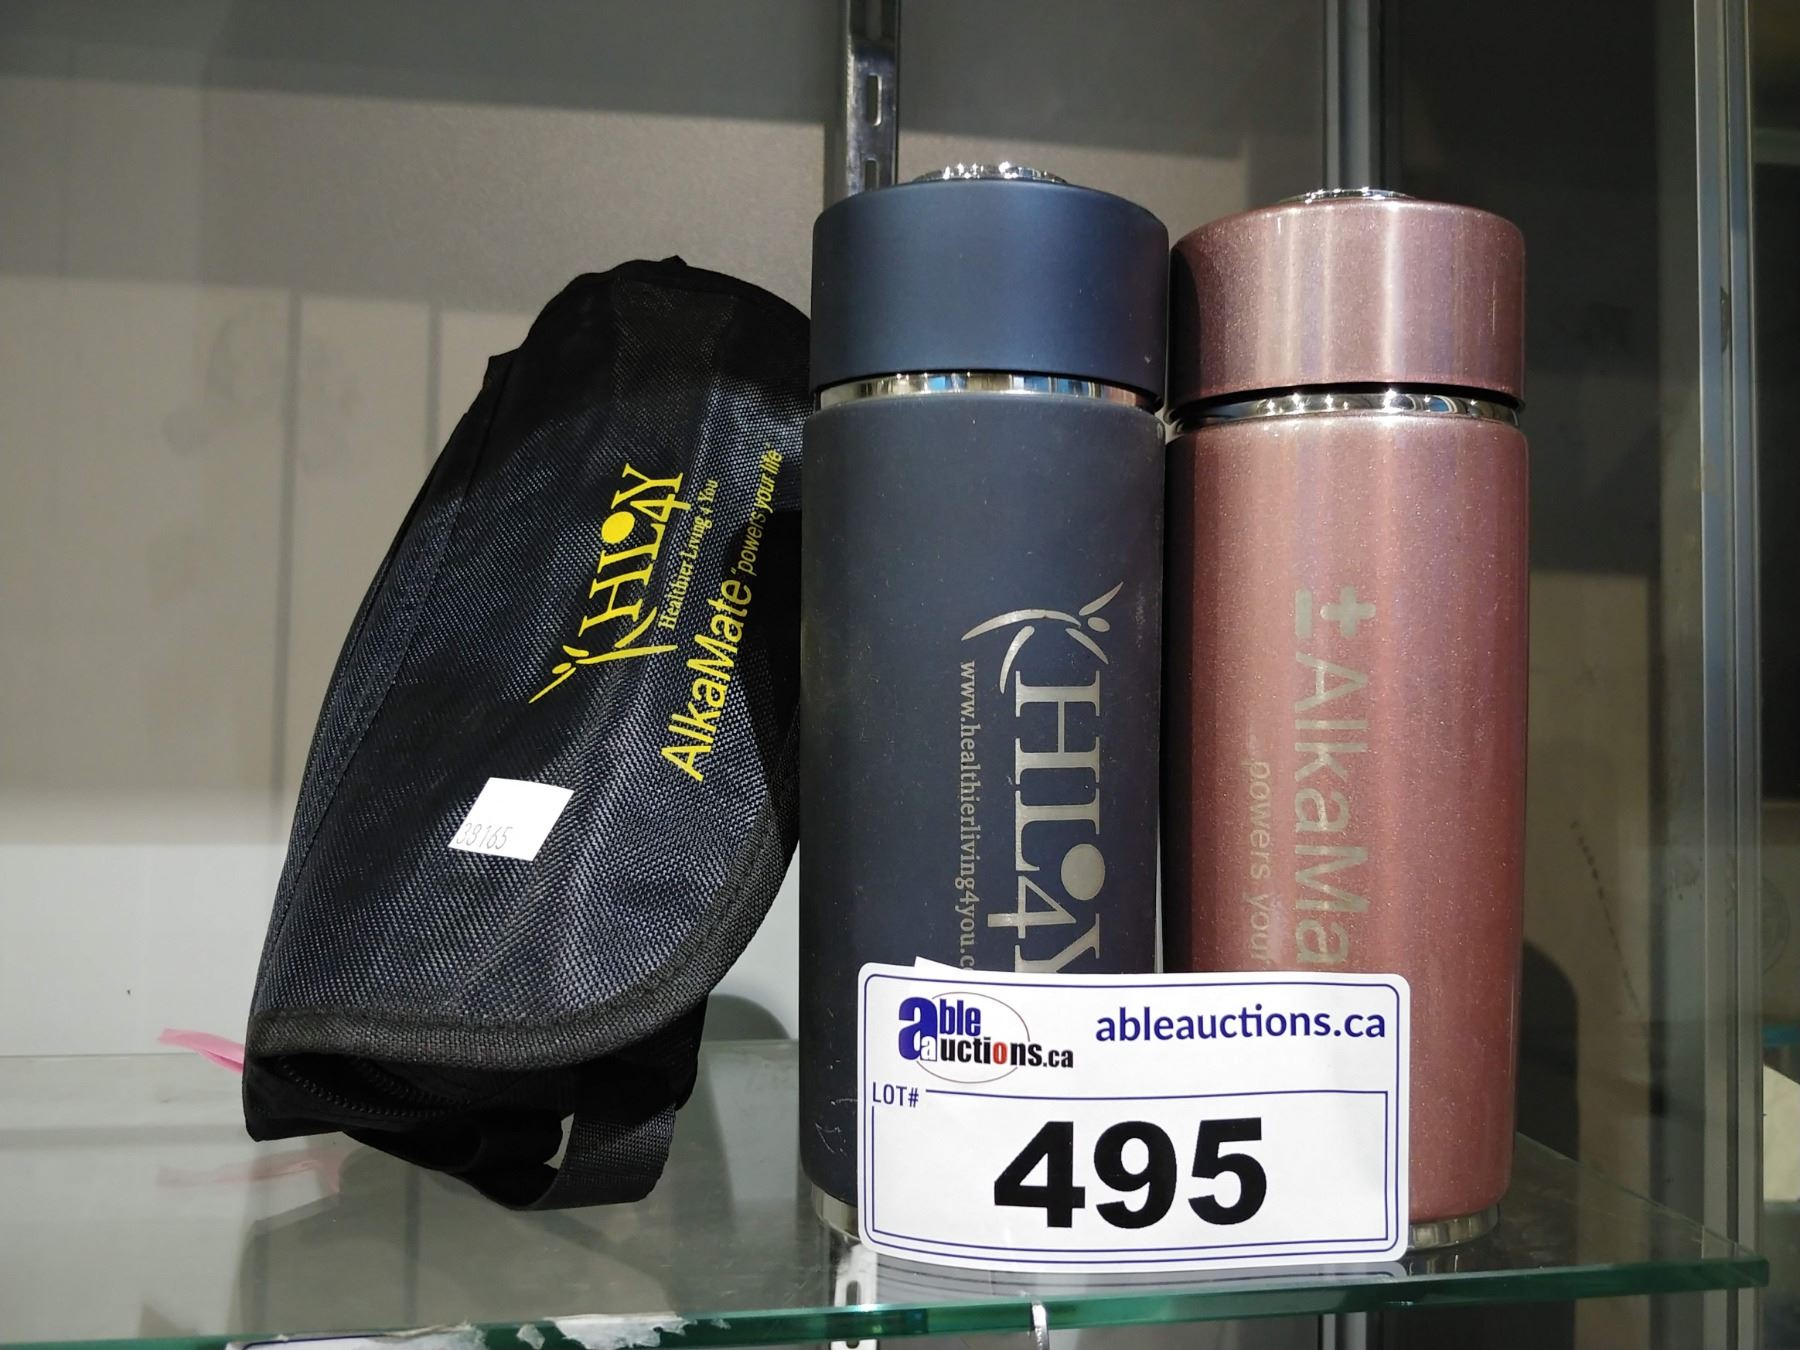 HL4Y
Healthier Living 4 You
AlkaMate "powers your life"
39165
HL4Y
www.healthierliving4you.c
± AlkaMa
...powers your
able auctions.ca
ableauctions.ca
LOT#
495